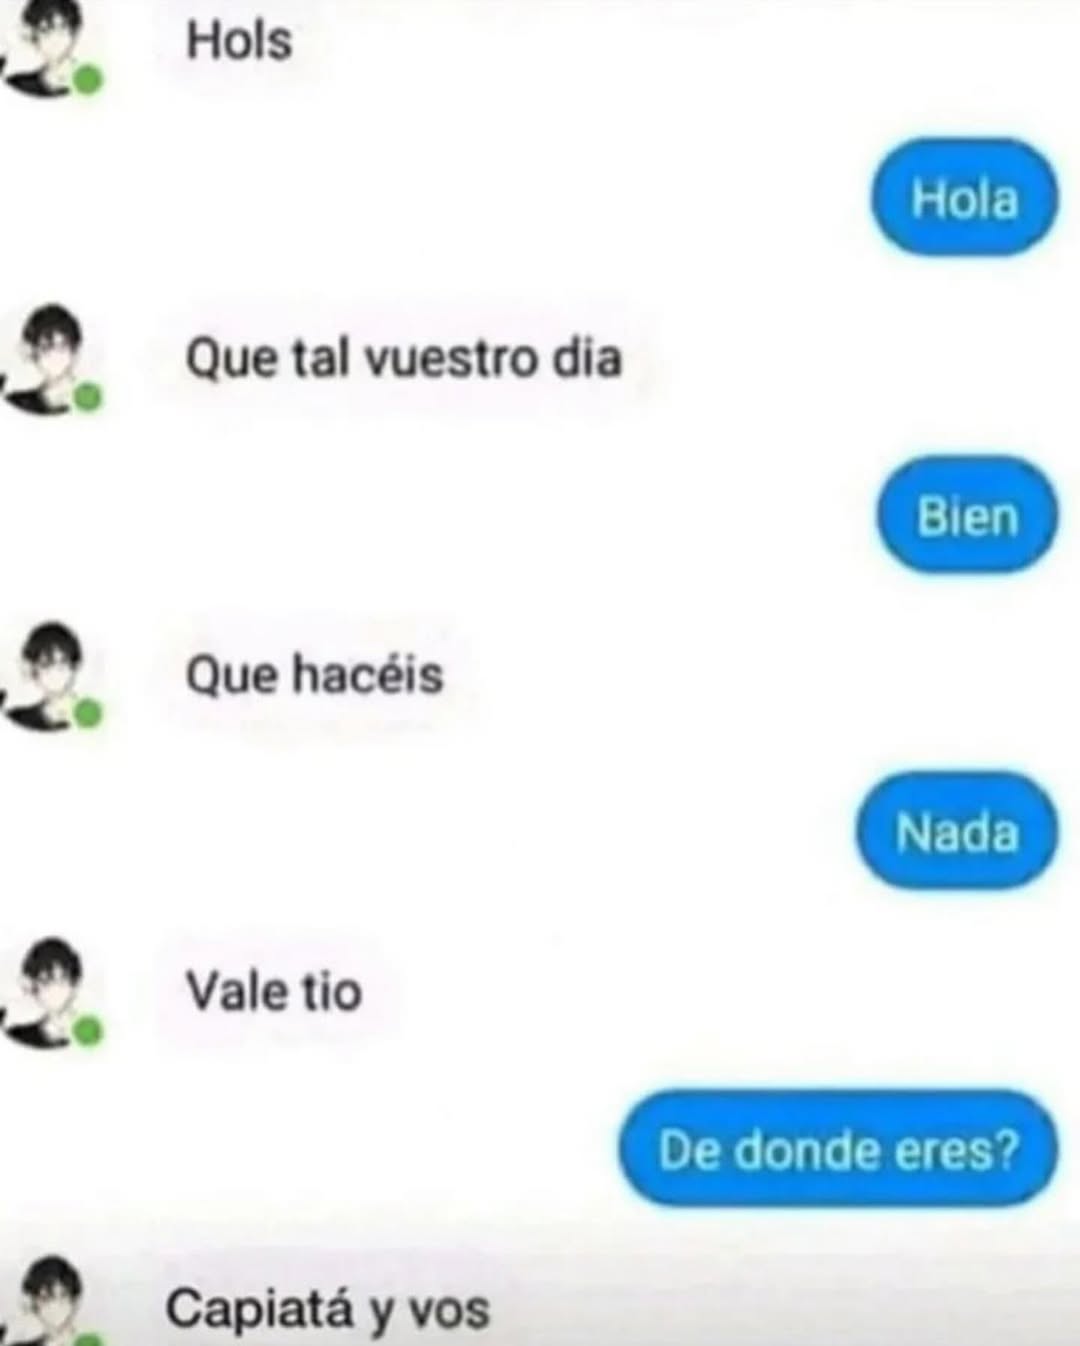 Hols
Hola
Que tal vuestro dia
Bien
Que hacéis
Nada
Vale tio
De donde eres?
Capiatá y vos